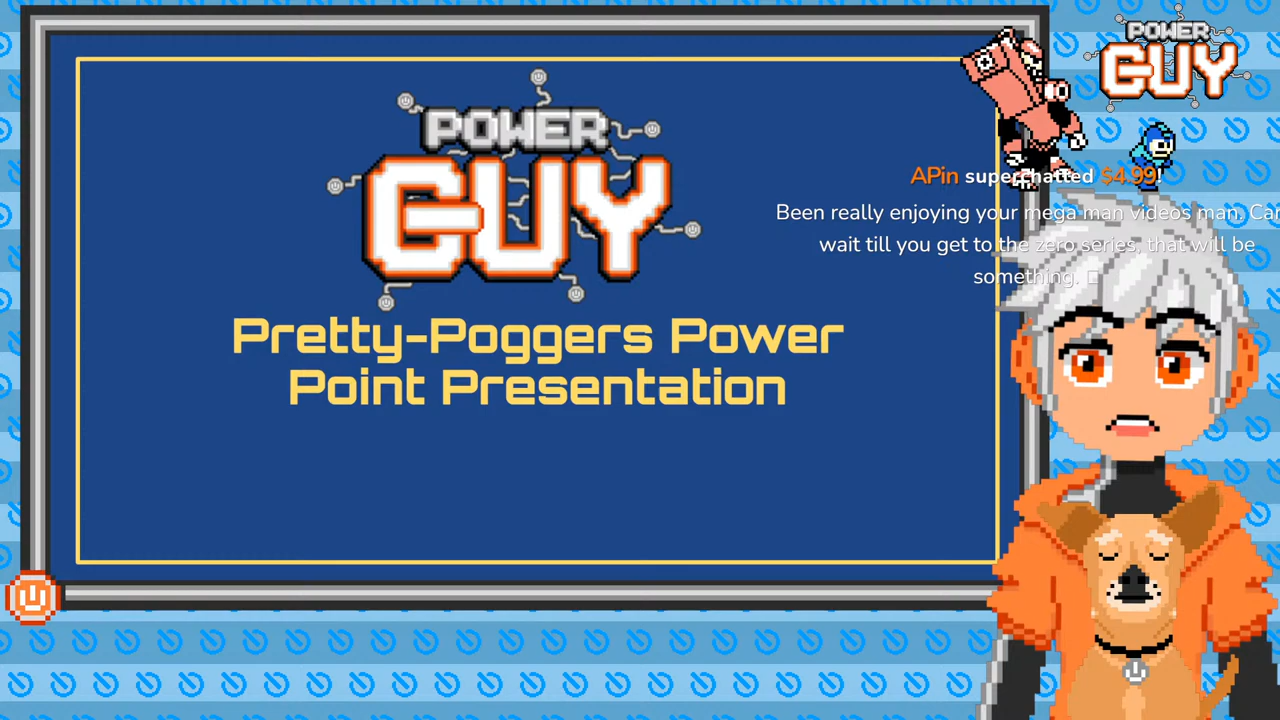 POWER
GUY
Pretty-Poggers Power
Point Presentation
POWER
GUY
APin superchatted $4.99!
Been really enjoying your mega man videos man. Can
wait till you get to the zero series, that will be
something.